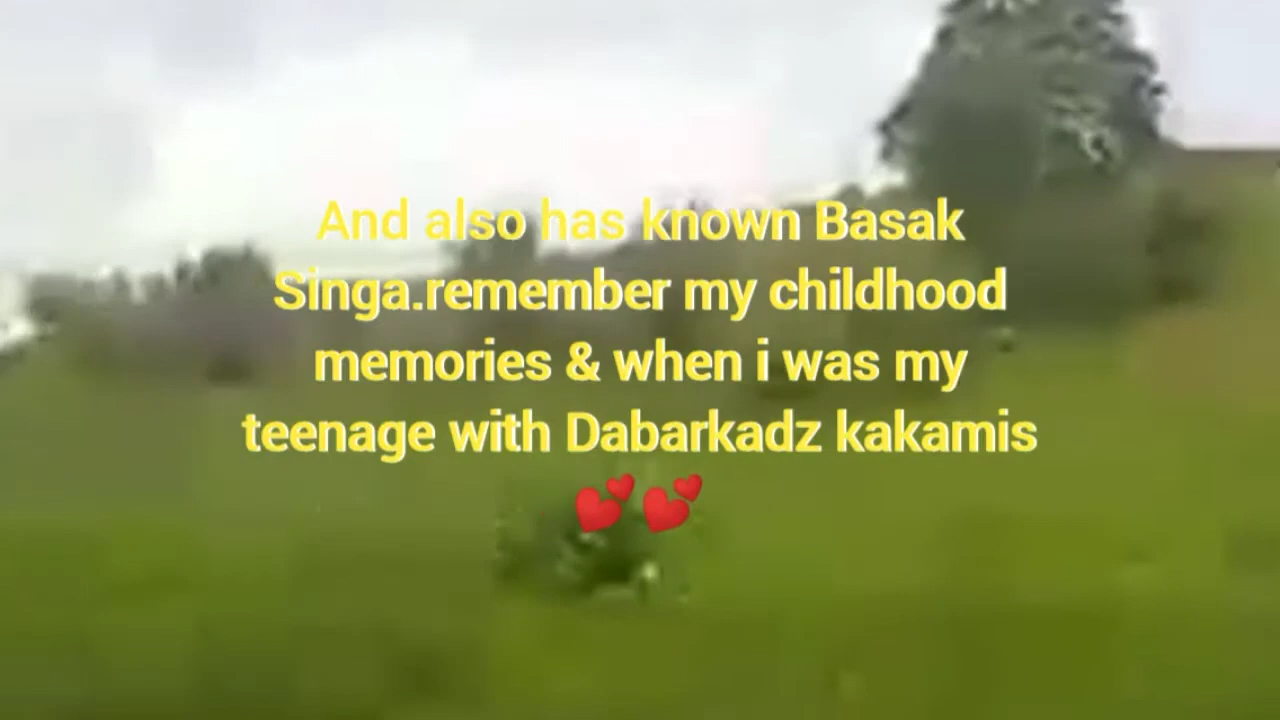 And also has known Basak
Singa.remember my childhood
memories & when i was my
teenage with Dabarkadz kakamis
💕💕